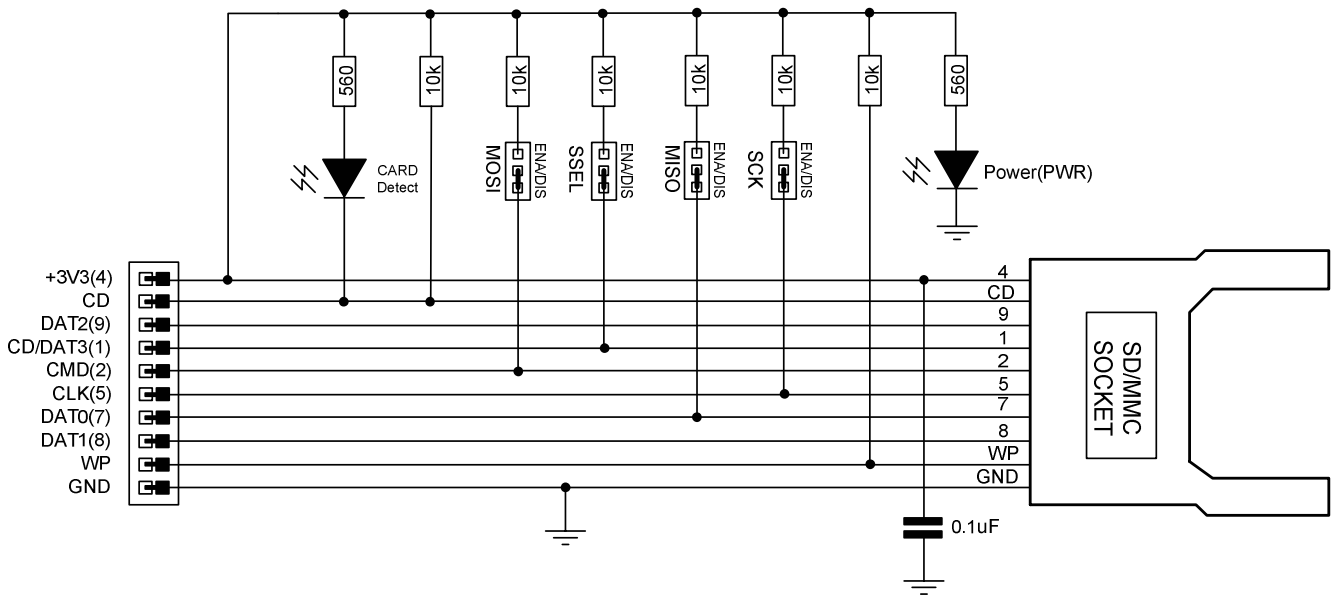 560
10k
10k
10k
10k
10k
10k
560
CARD
Detect
MOSI
ENA/DIS
SSEL
ENA/DIS
MISO
ENA/DIS
SCK
ENA/DIS
Power(PWR)
+3V3(4)
CD
DAT2(9)
CD/DAT3(1)
CMD(2)
CLK(5)
DAT0(7)
DAT1(8)
WP
GND
4
CD
9
1
2
5
7
8
WP
GND
SD/MMC
SOCKET
0.1uF